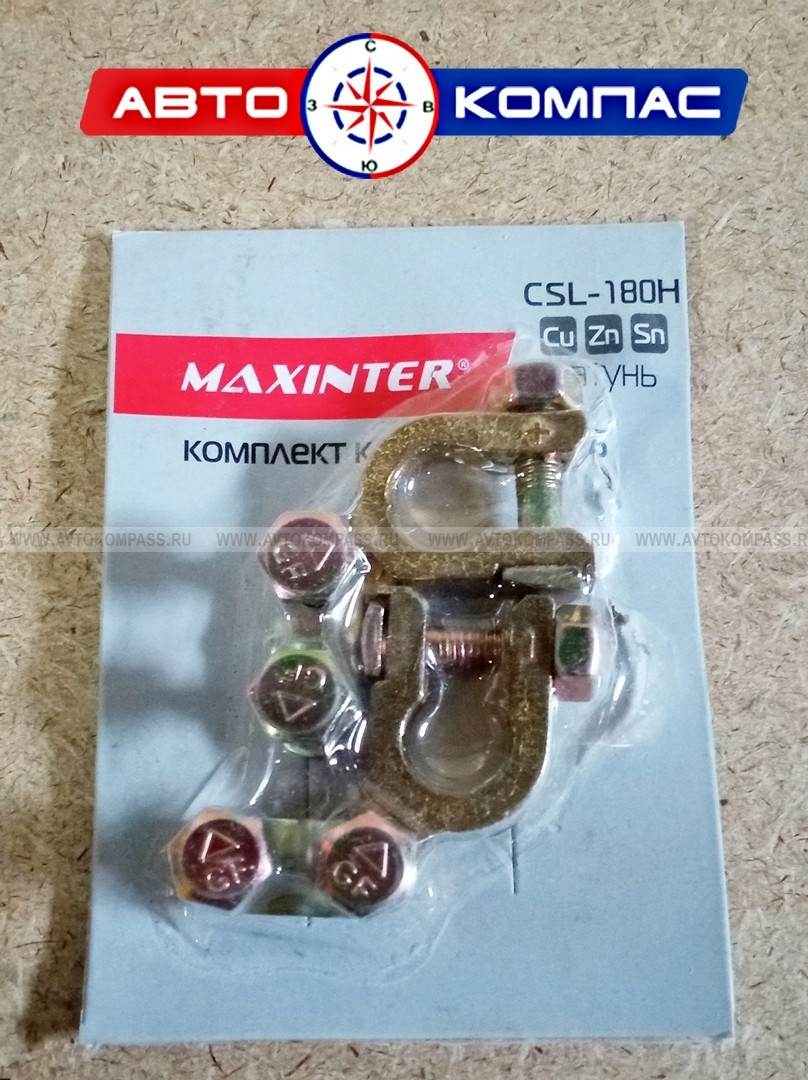 С
АВТО З В КОМПАС
Ю
CSL-180H
Cu Zn Sn
MAXINTER®
КОМПЛЕКТ
WWW.AVTOKOMPASS.RU WWW.AVTOKOMPASS.RU WWW.AVTOKOMPASS.RU WWW.AVTOKOMPASS.RU
+